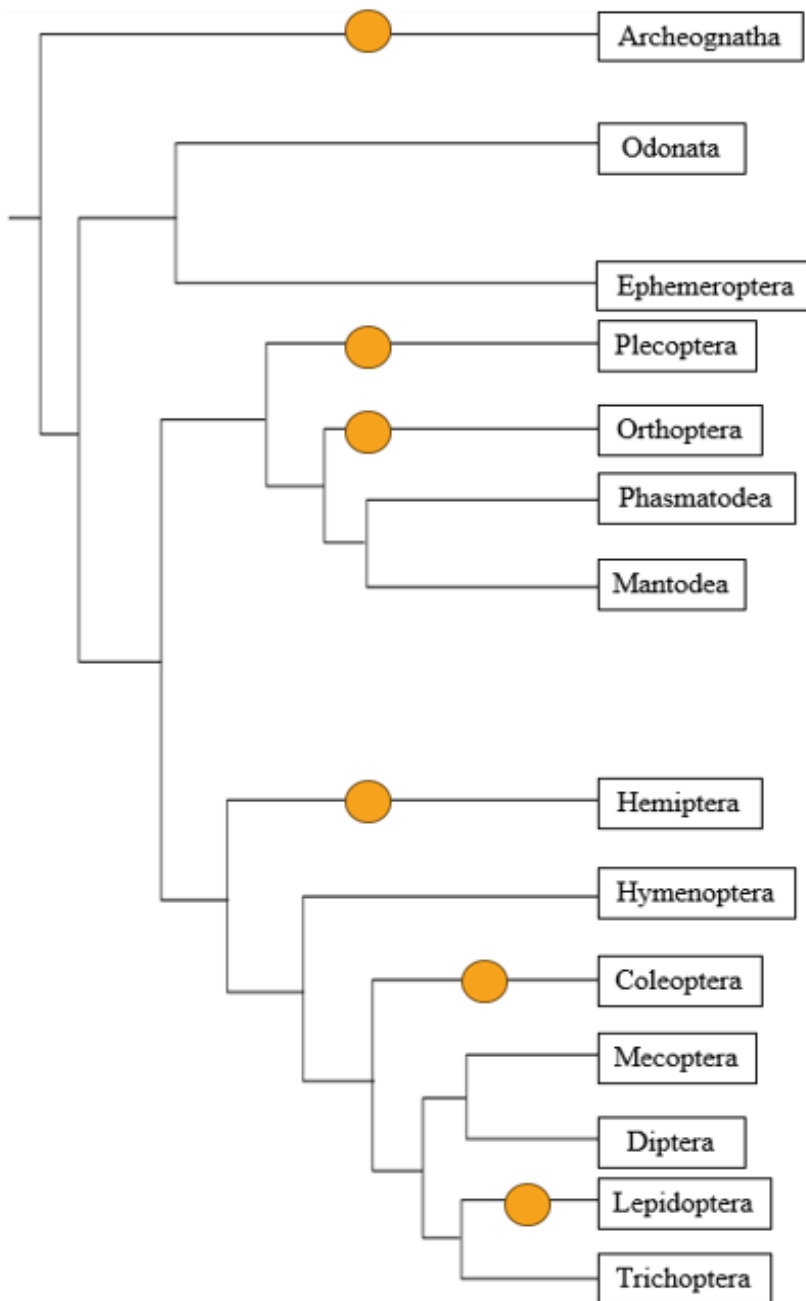 Archeognatha
Odonata
Ephemeroptera
Plecoptera
Orthoptera
Phasmatodea
Mantodea
Hemiptera
Hymenoptera
Coleoptera
Mecoptera
Diptera
Lepidoptera
Trichoptera